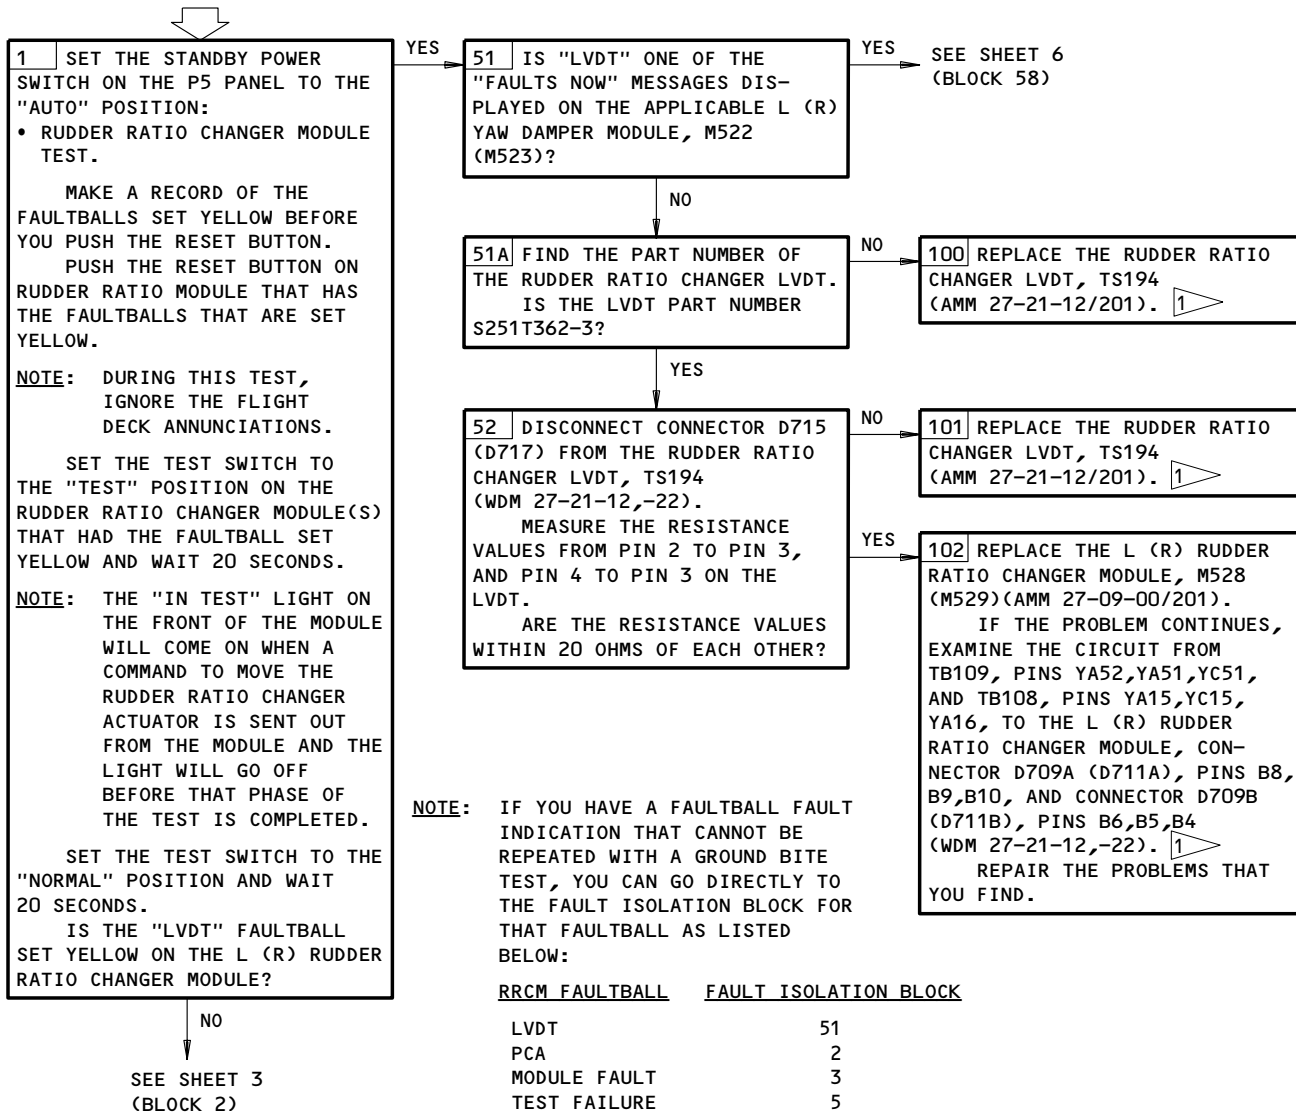 1 SET THE STANDBY POWER
SWITCH ON THE P5 PANEL TO THE
"AUTO" POSITION:
• RUDDER RATIO CHANGER MODULE
TEST.
MAKE A RECORD OF THE
FAULTBALLS SET YELLOW BEFORE
YOU PUSH THE RESET BUTTON.
PUSH THE RESET BUTTON ON
RUDDER RATIO MODULE THAT HAS
THE FAULTBALLS THAT ARE SET
YELLOW.
NOTE: DURING THIS TEST,
IGNORE THE FLIGHT
DECK ANNUNCIATIONS.
SET THE TEST SWITCH TO
THE "TEST" POSITION ON THE
RUDDER RATIO CHANGER MODULE(S)
THAT HAD THE FAULTBALL SET
YELLOW AND WAIT 20 SECONDS.
NOTE: THE "IN TEST" LIGHT ON
THE FRONT OF THE MODULE
WILL COME ON WHEN A
COMMAND TO MOVE THE
RUDDER RATIO CHANGER
ACTUATOR IS SENT OUT
FROM THE MODULE AND THE
LIGHT WILL GO OFF
BEFORE THAT PHASE OF
THE TEST IS COMPLETED.
SET THE TEST SWITCH TO THE
"NORMAL" POSITION AND WAIT
20 SECONDS.
IS THE "LVDT" FAULTBALL
SET YELLOW ON THE L (R) RUDDER
RATIO CHANGER MODULE?
NO
SEE SHEET 3
(BLOCK 2)
YES
51 IS "LVDT" ONE OF THE
"FAULTS NOW" MESSAGES DIS-
PLAYED ON THE APPLICABLE L (R)
YAW DAMPER MODULE, M522
(M523)?
YES
SEE SHEET 6
(BLOCK 58)
NO
51A FIND THE PART NUMBER OF
THE RUDDER RATIO CHANGER LVDT.
IS THE LVDT PART NUMBER
S251T362-3?
NO
100 REPLACE THE RUDDER RATIO
CHANGER LVDT, TS194
(AMM 27-21-12/201). 1
YES
52 DISCONNECT CONNECTOR D715
(D717) FROM THE RUDDER RATIO
CHANGER LVDT, TS194
(WDM 27-21-12,-22).
MEASURE THE RESISTANCE
VALUES FROM PIN 2 TO PIN 3,
AND PIN 4 TO PIN 3 ON THE
LVDT.
ARE THE RESISTANCE VALUES
WITHIN 20 OHMS OF EACH OTHER?
NO
101 REPLACE THE RUDDER RATIO
CHANGER LVDT, TS194
(AMM 27-21-12/201). 1
YES
102 REPLACE THE L (R) RUDDER
RATIO CHANGER MODULE, M528
(M529)(AMM 27-09-00/201).
IF THE PROBLEM CONTINUES,
EXAMINE THE CIRCUIT FROM
TB109, PINS YA52,YA51,YC51,
AND TB108, PINS YA15,YC15,
YA16, TO THE L (R) RUDDER
RATIO CHANGER MODULE, CON-
NECTOR D709A (D711A), PINS B8,
B9,B10, AND CONNECTOR D709B
(D711B), PINS B6,B5,B4
(WDM 27-21-12,-22). 1
REPAIR THE PROBLEMS THAT
YOU FIND.
NOTE: IF YOU HAVE A FAULTBALL FAULT
INDICATION THAT CANNOT BE
REPEATED WITH A GROUND BITE
TEST, YOU CAN GO DIRECTLY TO
THE FAULT ISOLATION BLOCK FOR
THAT FAULTBALL AS LISTED
BELOW:
RRCM FAULTBALL FAULT ISOLATION BLOCK
LVDT 51
PCA 2
MODULE FAULT 3
TEST FAILURE 5